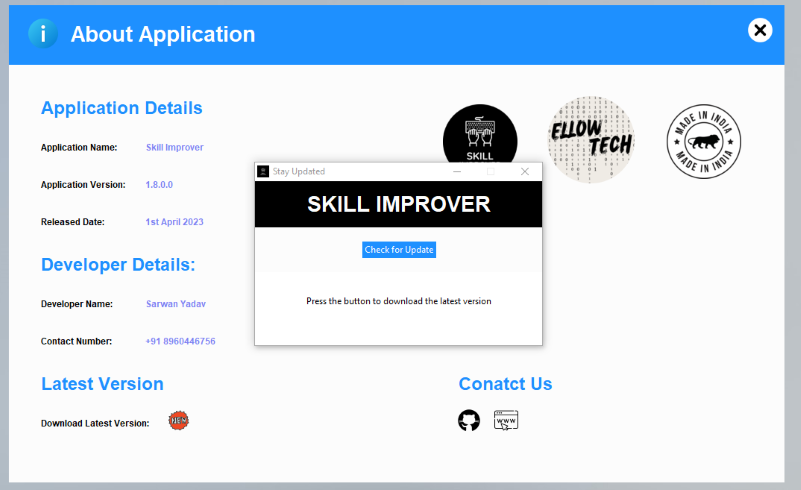 i About Application
Application Details
Application Name: Skill Improver
Application Version: 1.8.0.0
Released Date: 1st April 2023
SKILL
ELLOW
TECH
MADE IN INDIA
MADE IN INDIA
Stay Updated
SKILL IMPROVER
Check for Update
Press the button to download the latest version
Developer Details:
Developer Name: Sarwan Yadav
Contact Number: +91 8960446756
Latest Version
Download Latest Version: NEW
Conatct Us
WWW